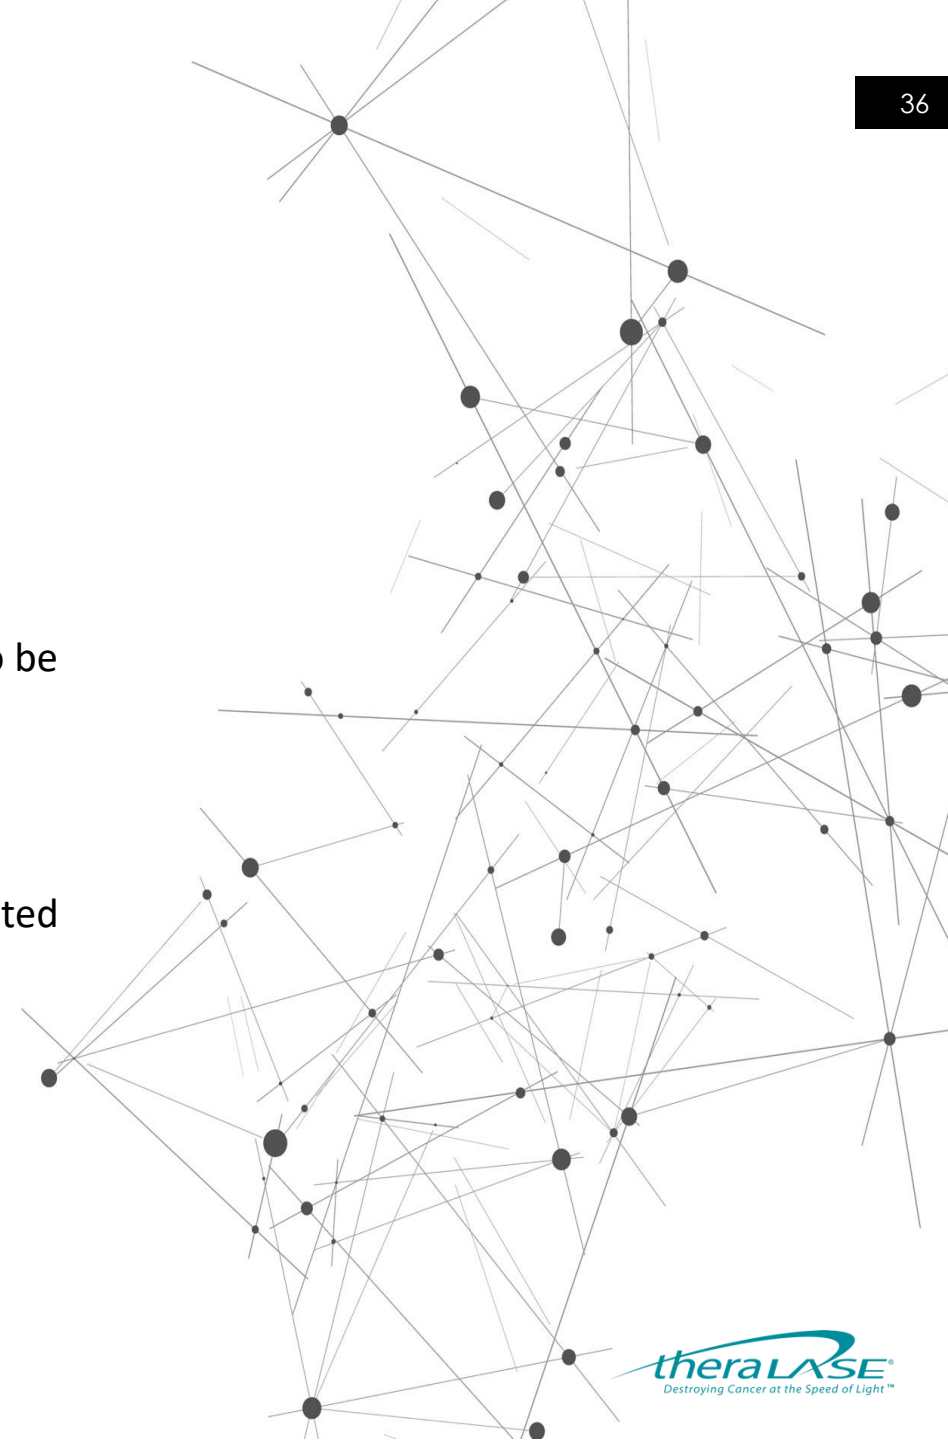 36
be
ted
theraLASE®
Destroying Cancer at the Speed of Light™